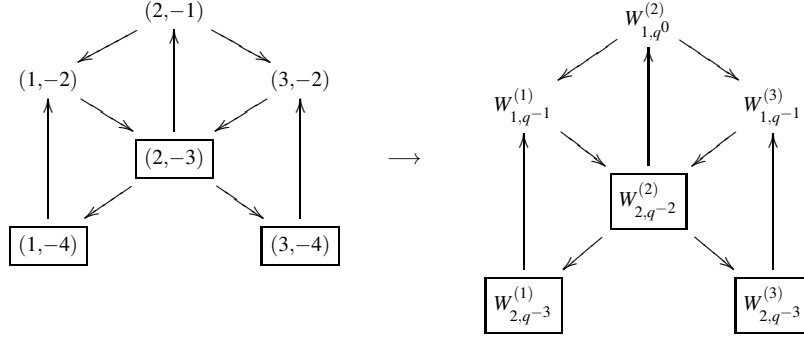 (2,−1)
(1,−2) (3,−2)
(2,−3)
(1,−4) (3,−4)
⟶
W^{(2)}_{1,q^0}
W^{(1)}_{1,q^{−1}} W^{(3)}_{1,q^{−1}}
W^{(2)}_{2,q^{−2}}
W^{(1)}_{2,q^{−3}} W^{(3)}_{2,q^{−3}}